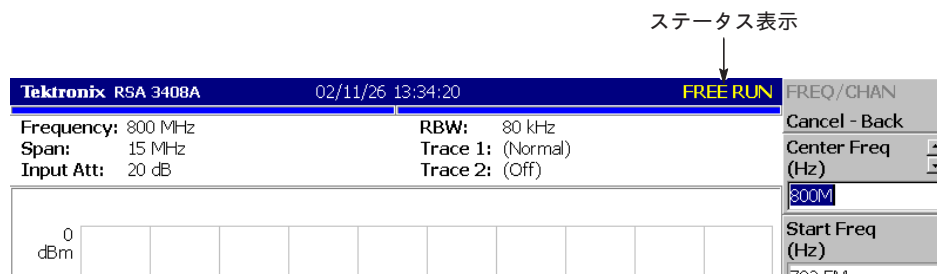 ステータス表示
Tektronix RSA 3408A 02/11/26 13:34:20 FREE RUN
Frequency: 800 MHz RBW: 80 kHz
Span: 15 MHz Trace 1: (Normal)
Input Att: 20 dB Trace 2: (Off)
0
dBm
FREQ/CHAN
Cancel - Back
Center Freq
(Hz)
800M
Start Freq
(Hz)